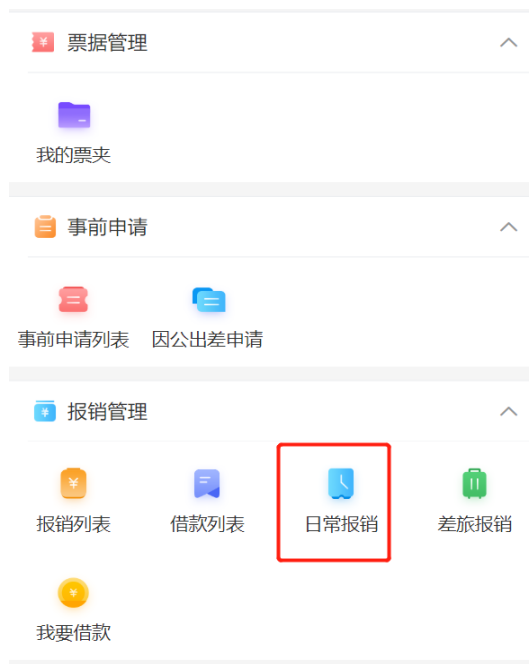 票据管理
我的票夹
事前申请
事前申请列表 因公出差申请
报销管理
报销列表 借款列表 日常报销 差旅报销
我要借款